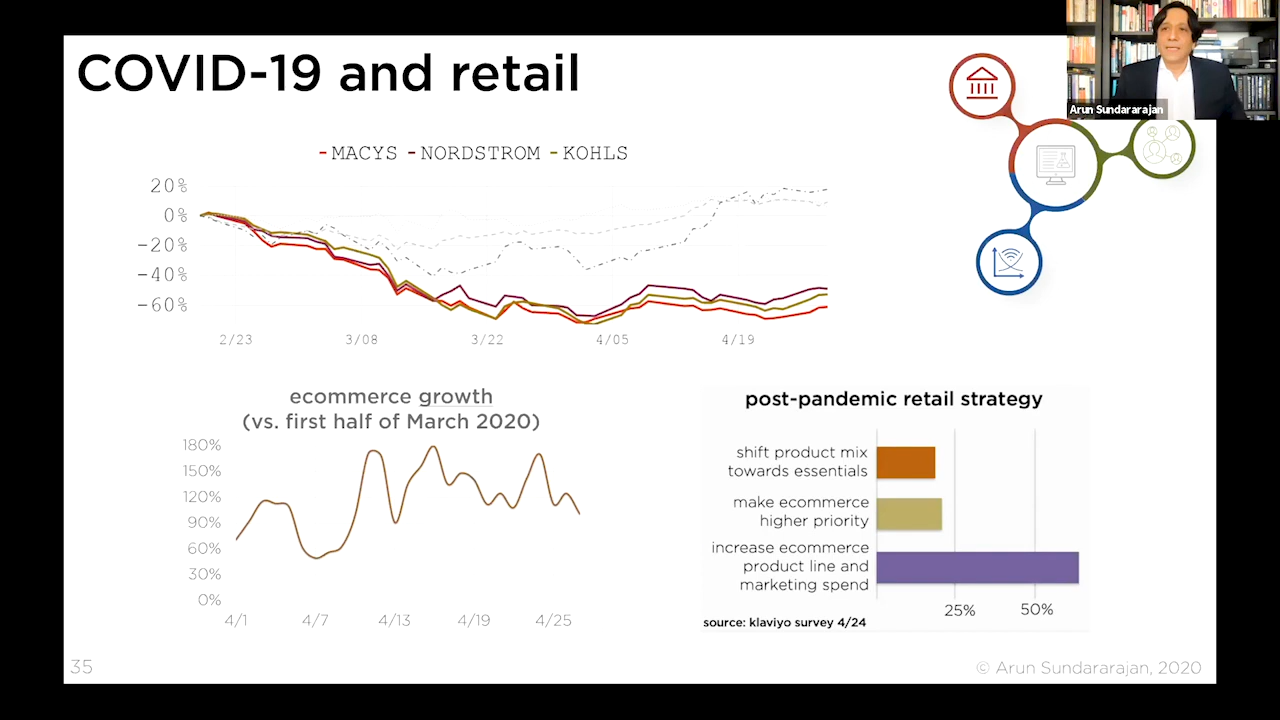 COVID-19 and retail
Arun Sundararajan
MACYS NORDSTROM KOHLS
20%
0%
-20%
-40%
-60%
2/23 3/08 3/22 4/05 4/19
ecommerce growth
(vs. first half of March 2020)
180%
150%
120%
90%
60%
30%
0%
4/1 4/7 4/13 4/19 4/25
post-pandemic retail strategy
shift product mix
towards essentials
make ecommerce
higher priority
increase ecommerce
product line and
marketing spend
25% 50%
source: klaviyo survey 4/24
35
© Arun Sundararajan, 2020